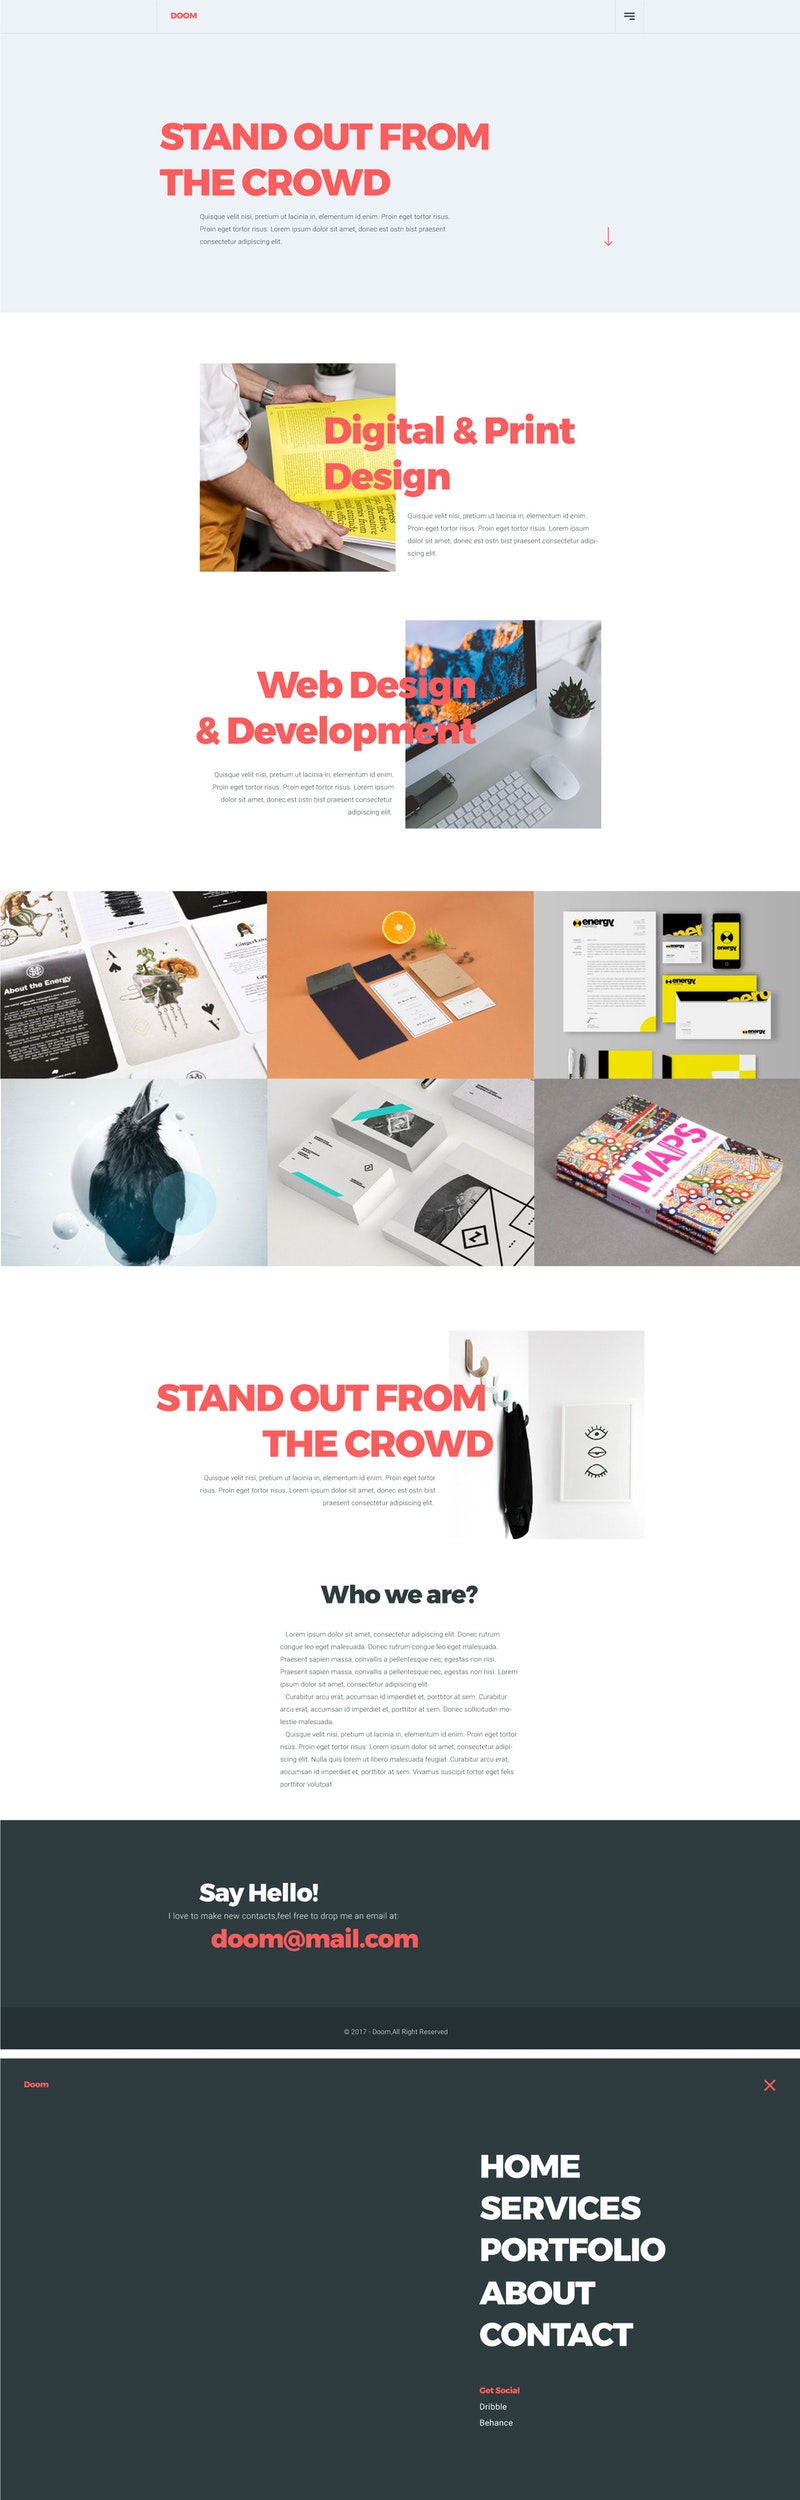 DOOM
STAND OUT FROM
THE CROWD
Quisque velit nisi, pretium ut lacinia in, elementum id enim. Proin eget tortor risus.
Proin eget tortor risus. Lorem ipsum dolor sit amet, donec est ostn bist praesent
consectetur adipiscing elit.
Digital & Print
Design
Quisque velit nisi, pretium ut lacinia in, elementum id enim.
Proin eget tortor risus. Proin eget tortor risus. Lorem ipsum
dolor sit amet, donec est ostn bist praesent consectetur adipi-
scing elit.
Web Design
& Development
Quisque velit nisi, pretium ut lacinia in, elementum id enim.
Proin eget tortor risus. Proin eget tortor risus. Lorem ipsum
dolor sit amet, donec est ostn bist praesent consectetur
adipiscing elit.
About the Energy
energy
energy
energy
energy
MAPS
STAND OUT FROM
THE CROWD
Quisque velit nisi, pretium ut lacinia in, elementum id enim. Proin eget tortor
risus. Proin eget tortor risus. Lorem ipsum dolor sit amet, donec est ostn bist
praesent consectetur adipiscing elit.
Who we are?
Lorem ipsum dolor sit amet, consectetur adipiscing elit. Donec rutrum
congue leo eget malesuada. Donec rutrum congue leo eget malesuada.
Praesent sapien massa, convallis a pellentesque nec, egestas non nisi.
Praesent sapien massa, convallis a pellentesque nec, egestas non nisi. Lorem
ipsum dolor sit amet, consectetur adipiscing elit.
Curabitur arcu erat, accumsan id imperdiet et, porttitor at sem. Curabitur
arcu erat, accumsan id imperdiet et, porttitor at sem. Donec sollicitudin mo-
lestie malesuada.
Quisque velit nisi, pretium ut lacinia in, elementum id enim. Proin eget tortor
risus. Proin eget tortor risus. Lorem ipsum dolor sit amet, consectetur adipi-
scing elit. Nulla quis lorem ut libero malesuada feugiat. Curabitur arcu erat,
accumsan id imperdiet et, porttitor at sem. Vivamus suscipit tortor eget felis
porttitor volutpat.
Say Hello!
I love to make new contacts,feel free to drop me an email at:
doom@mail.com
© 2017 - Doom,All Right Reserved
Doom
HOME
SERVICES
PORTFOLIO
ABOUT
CONTACT
Get Social
Dribble
Behance